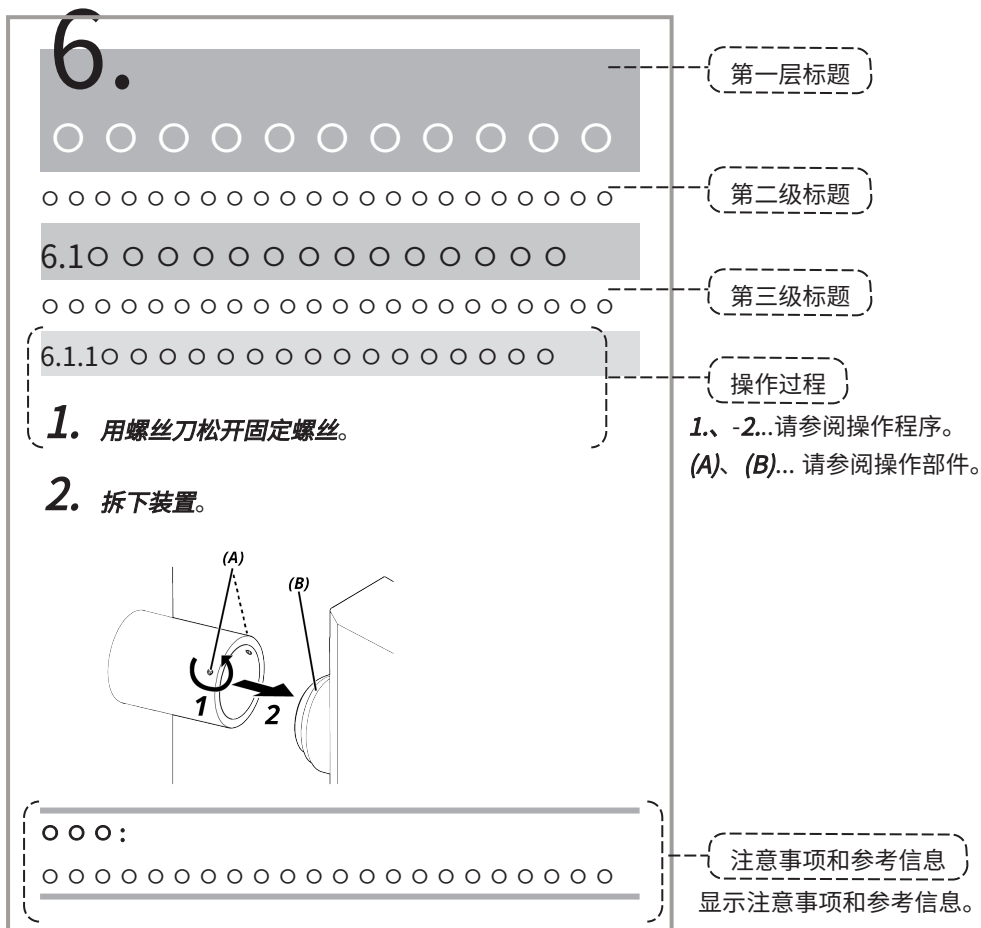 6.
○ ○ ○ ○ ○ ○ ○ ○ ○ ○ ○
第一层标题
○ ○ ○ ○ ○ ○ ○ ○ ○ ○ ○ ○ ○ ○ ○ ○ ○ ○ ○ ○ ○ ○
第二级标题
6.1○ ○ ○ ○ ○ ○ ○ ○ ○ ○ ○ ○ ○ ○
○ ○ ○ ○ ○ ○ ○ ○ ○ ○ ○ ○ ○ ○ ○ ○ ○ ○ ○ ○ ○ ○
第三级标题
6.1.1○ ○ ○ ○ ○ ○ ○ ○ ○ ○ ○ ○ ○ ○ ○ ○
操作过程
1. 用螺丝刀松开固定螺丝。
1.、-2...请参阅操作程序。
(A)、(B)... 请参阅操作部件。
2. 拆下装置。
(A)
(B)
1
2
○ ○ ○ :
○ ○ ○ ○ ○ ○ ○ ○ ○ ○ ○ ○ ○ ○ ○ ○ ○ ○ ○ ○ ○ ○
注意事项和参考信息
显示注意事项和参考信息。